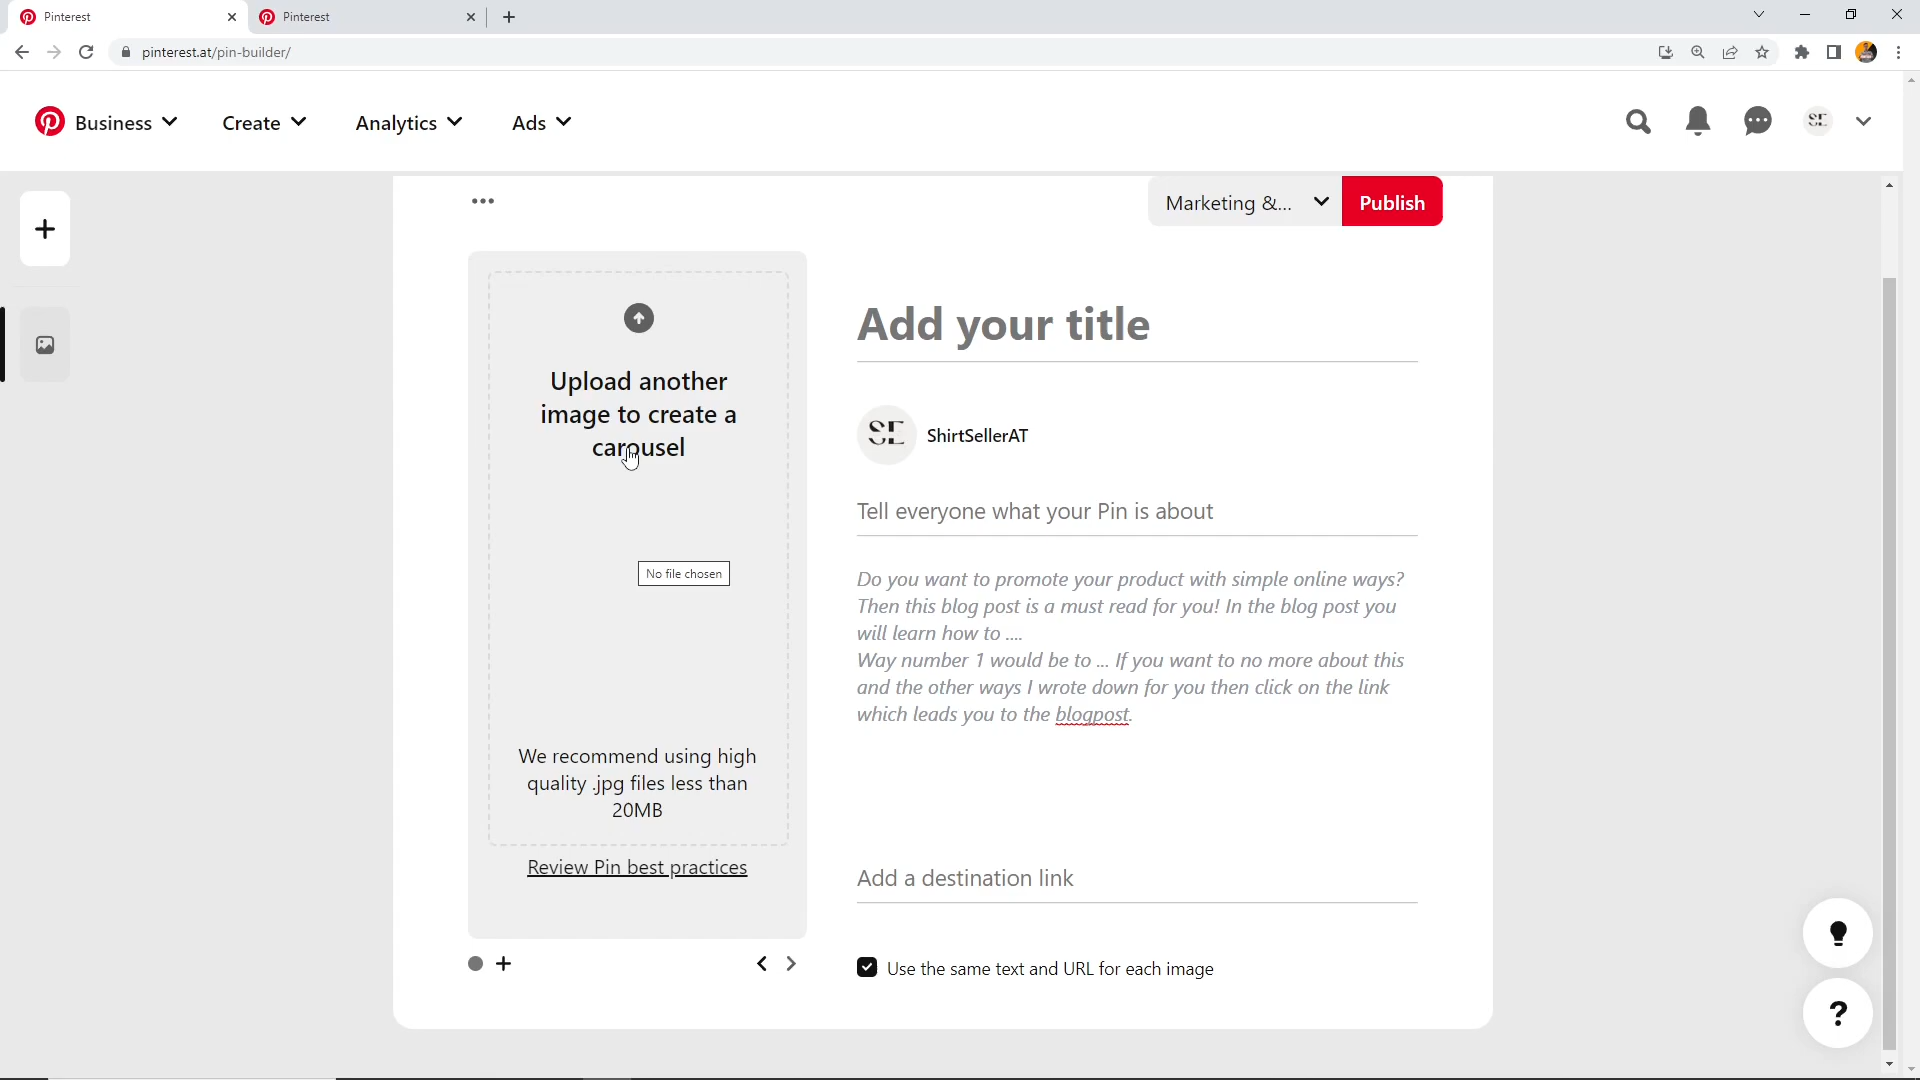 Pinterest
Pinterest
pinterest.at/pin-builder/
Business
Create
Analytics
Ads
SE
Marketing &...
Publish
Upload another
image to create a
carousel
No file chosen
We recommend using high
quality .jpg files less than
20MB
Review Pin best practices
Add your title
SE
ShirtSellerAT
Tell everyone what your Pin is about
Do you want to promote your product with simple online ways?
Then this blog post is a must read for you! In the blog post you
will learn how to ....
Way number 1 would be to ... If you want to no more about this
and the other ways I wrote down for you then click on the link
which leads you to the blogpost.
Add a destination link
Use the same text and URL for each image
?